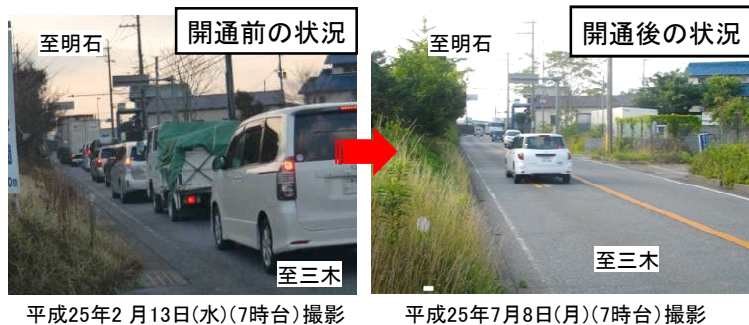 開通前の状況
至明石
至三木
平成25年2月13日(水)(7時台)撮影
開通後の状況
至明石
至三木
平成25年7月8日(月)(7時台)撮影